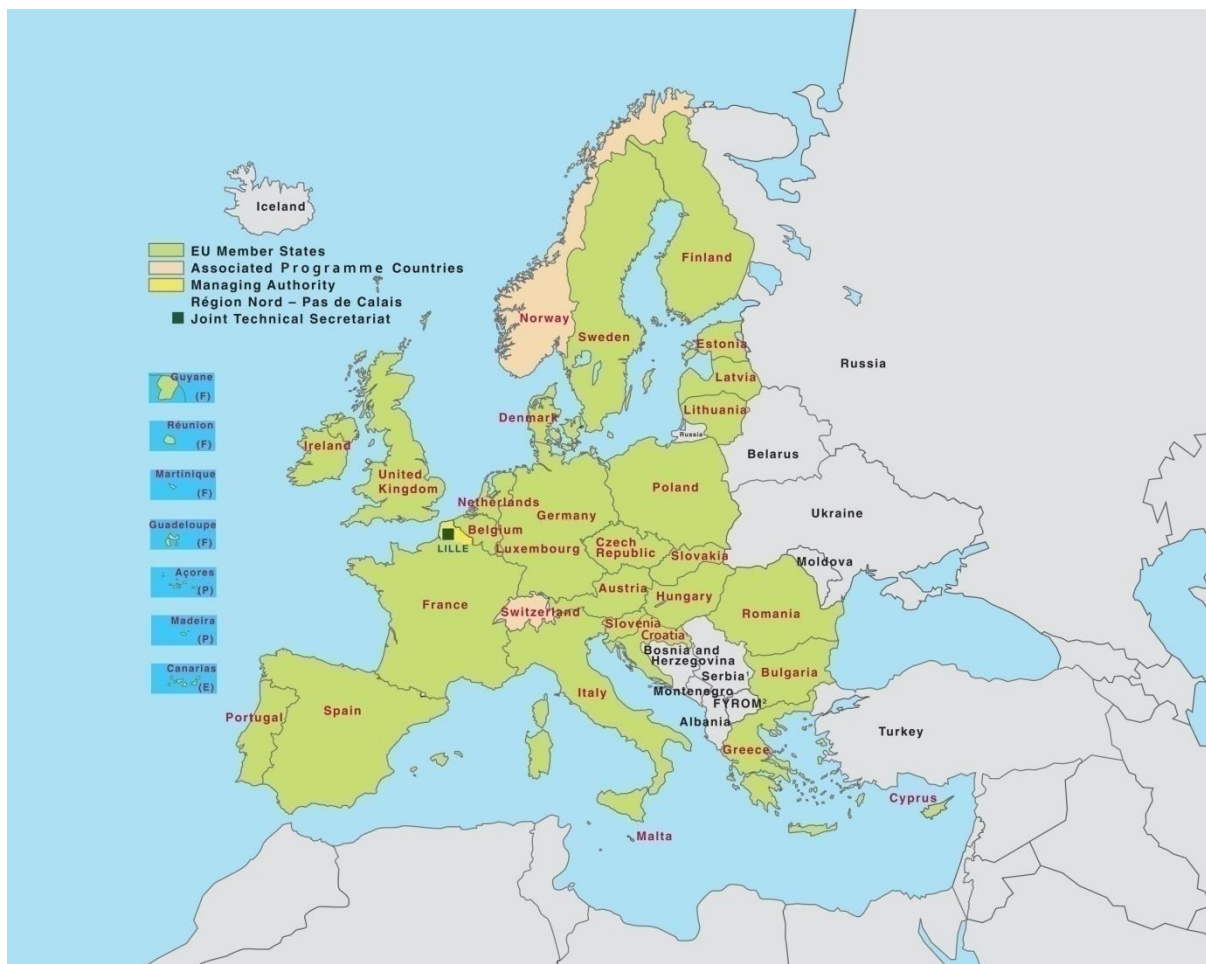 Iceland
EU Member States
Associated Programme Countries
Managing Authority
Région Nord – Pas de Calais
Joint Technical Secretariat
Guyane
(F)
Réunion
(F)
Martinique
(F)
Guadeloupe
(F)
Açores
(P)
Madeira
(P)
Canarias
(E)
Norway
Sweden
Finland
Estonia
Latvia
Lithuania
Russia
Russia
Denmark
Ireland
United
Kingdom
Netherlands
Belgium
LILLE
Luxembourg
Germany
Poland
Belarus
Ukraine
Czech
Republic
Slovakia
Moldova
France
Switzerland
Austria
Hungary
Romania
Slovenia
Croatia
Bosnia and
Herzegovina
Serbia¹
Montenegro
FYROM²
Albania
Bulgaria
Italy
Portugal
Spain
Greece
Turkey
Cyprus
Malta